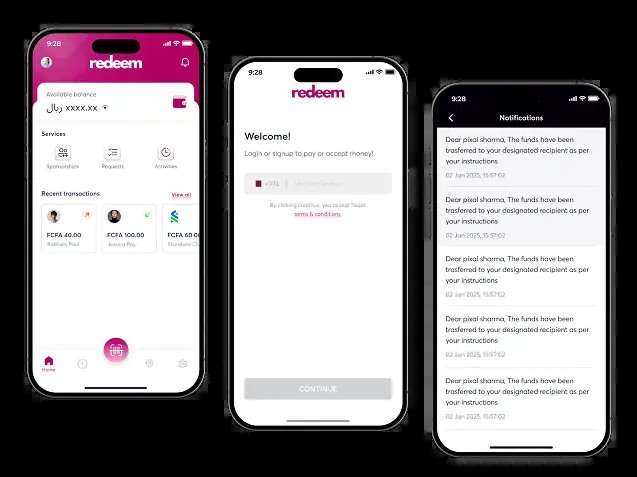 9:28
redeem
Available balance
ريال xxxx.xx
Services
Sponsorships
Requests
Activities
Recent transactions
View all
FCFA 40.00
Robbani Paul
FCFA 100.00
Jessica Roy
FCFA 60.00
Standard Ch
Home
9:28
redeem
Welcome!
Login or signup to pay or accept money!
+974
By clicking continue, you accept
terms & conditions.
CONTINUE
9:28
Notifications
Dear pixal sharma, The funds have been
trasferred to your designated recipient as per
your instructions
02 Jan 2025, 15:57:02
Dear pixal sharma, The funds have been
trasferred to your designated recipient as per
your instructions
02 Jan 2025, 15:57:02
Dear pixal sharma, The funds have been
trasferred to your designated recipient as per
your instructions
02 Jan 2025, 15:57:02
Dear pixal sharma, The funds have been
trasferred to your designated recipient as per
your instructions
02 Jan 2025, 15:57:02
Dear pixal sharma, The funds have been
trasferred to your designated recipient as per
your instructions
02 Jan 2025, 15:57:02